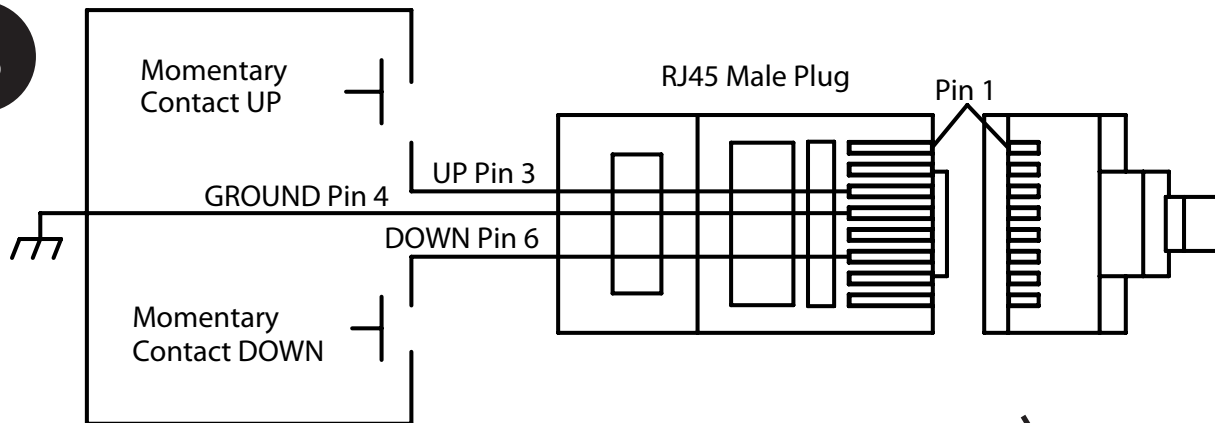 Momentary
Contact UP
RJ45 Male Plug
Pin 1
UP Pin 3
GROUND Pin 4
DOWN Pin 6
Momentary
Contact DOWN